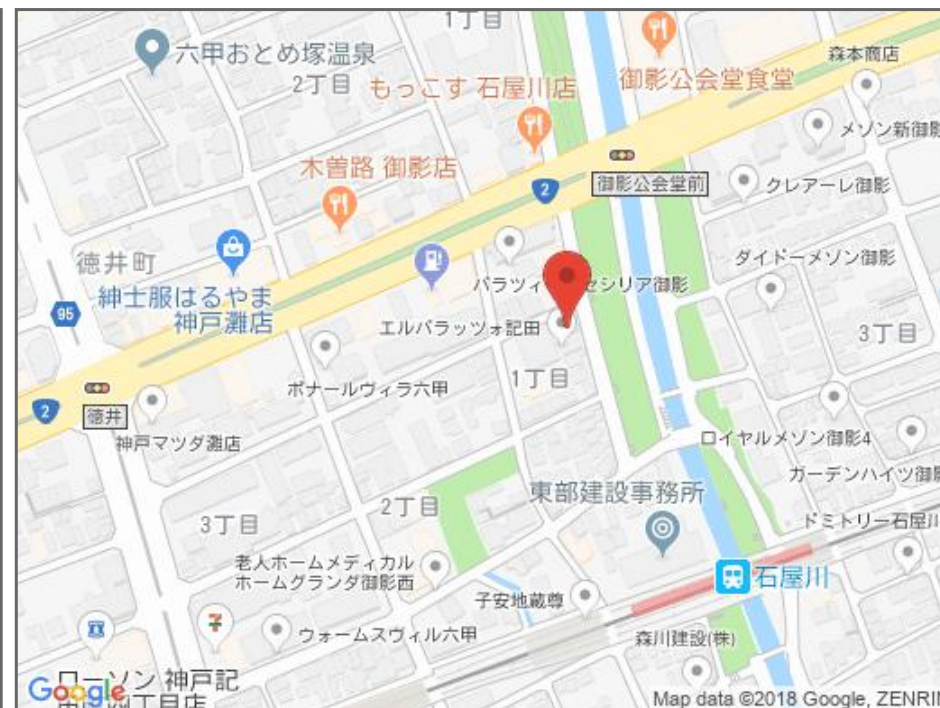 1丁目
六甲おとめ塚温泉
2丁目
もっこす 石屋川店
御影公会堂食堂
森本商店
メゾン新御影
木曽路 御影店
2
御影公会堂前
クレアーレ御影
徳井町
紳士服はるやま
神戸灘店
95
パラツィ
セシリア御影
ダイドーメゾン御影
エルパラッツォ記田
3丁目
1丁目
ボナールヴィラ六甲
2
徳井
神戸マツダ灘店
ロイヤルメゾン御影4
ガーデンハイツ御影
東部建設事務所
2丁目
3丁目
ドミトリー石屋川
老人ホームメディカル
ホームグランダ御影西
石屋川
子安地蔵尊
ウォームスヴィル六甲
森川建設(株)
ローソン 神戸記
Google
Map data ©2018 Google, ZENRIN